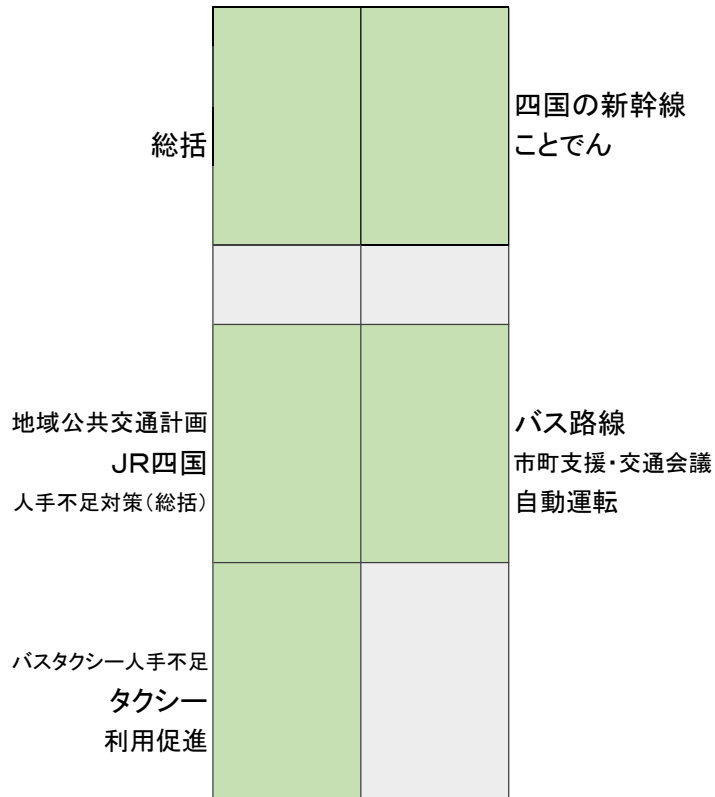 総括
四国の新幹線
ことでん
地域公共交通計画
JR四国
人手不足対策(総括)
バス路線
市町支援・交通会議
自動運転
バスタクシー人手不足
タクシー
利用促進